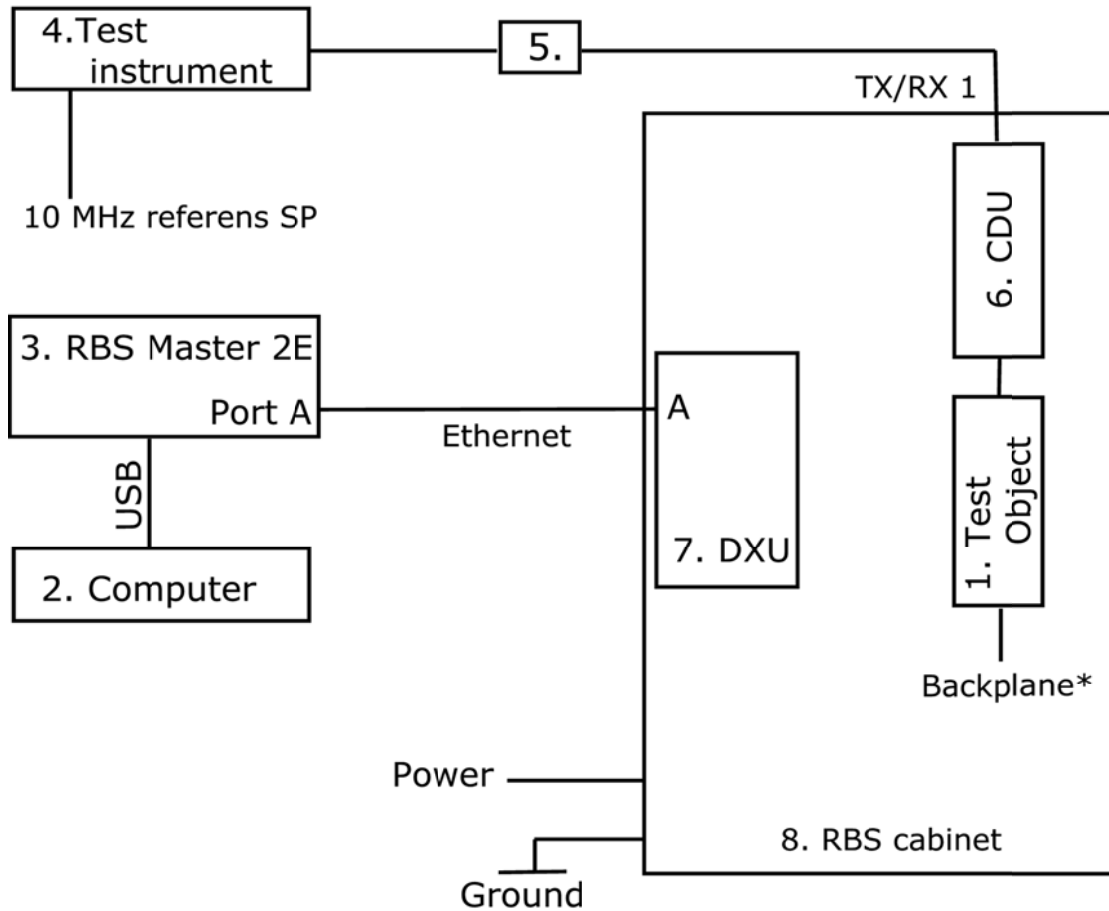 4.Test
instrument
5.
TX/RX 1
10 MHz referens SP
6. CDU
3. RBS Master 2E
Port A
Ethernet
A
7. DXU
USB
2. Computer
1. Test
Object
Backplane*
Power
8. RBS cabinet
Ground